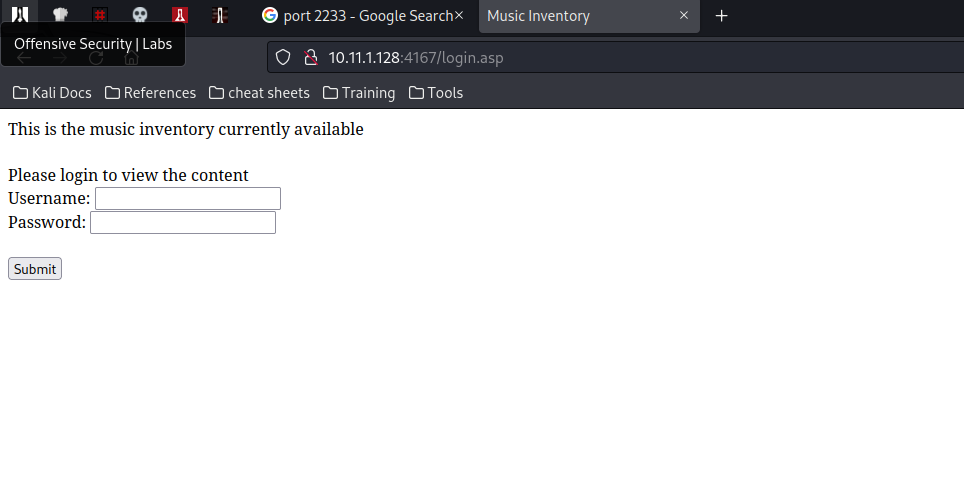 port 2233 - Google Search
Music Inventory
Offensive Security | Labs
10.11.1.128:4167/login.asp
Kali Docs
References
cheat sheets
Training
Tools
This is the music inventory currently available
Please login to view the content
Username:
Password:
Submit